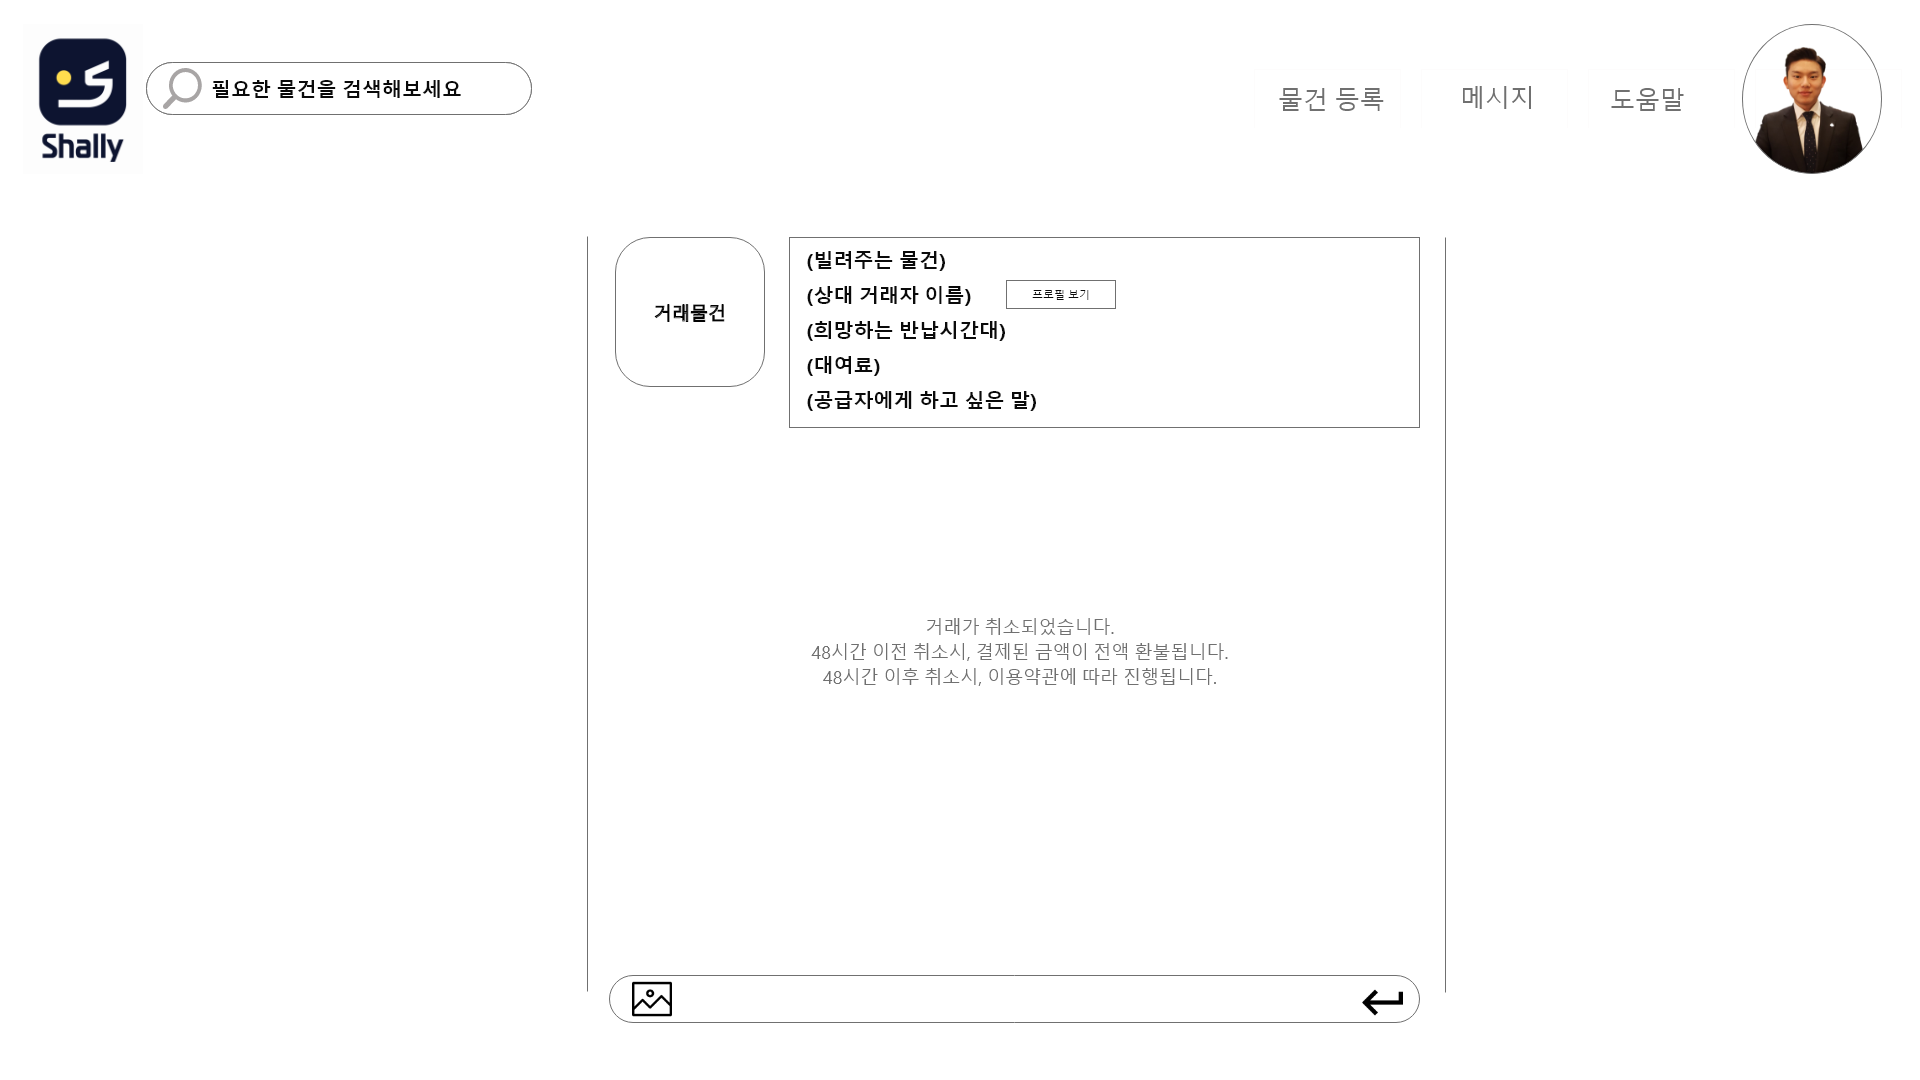 Shally
필요한 물건을 검색해보세요
물건 등록
메시지
도움말
거래물건
(빌려주는 물건)
(상대 거래자 이름)
프로필 보기
(희망하는 반납시간대)
(대여료)
(공급자에게 하고 싶은 말)
거래가 취소되었습니다.
48시간 이전 취소시, 결제된 금액이 전액 환불됩니다.
48시간 이후 취소시, 이용약관에 따라 진행됩니다.